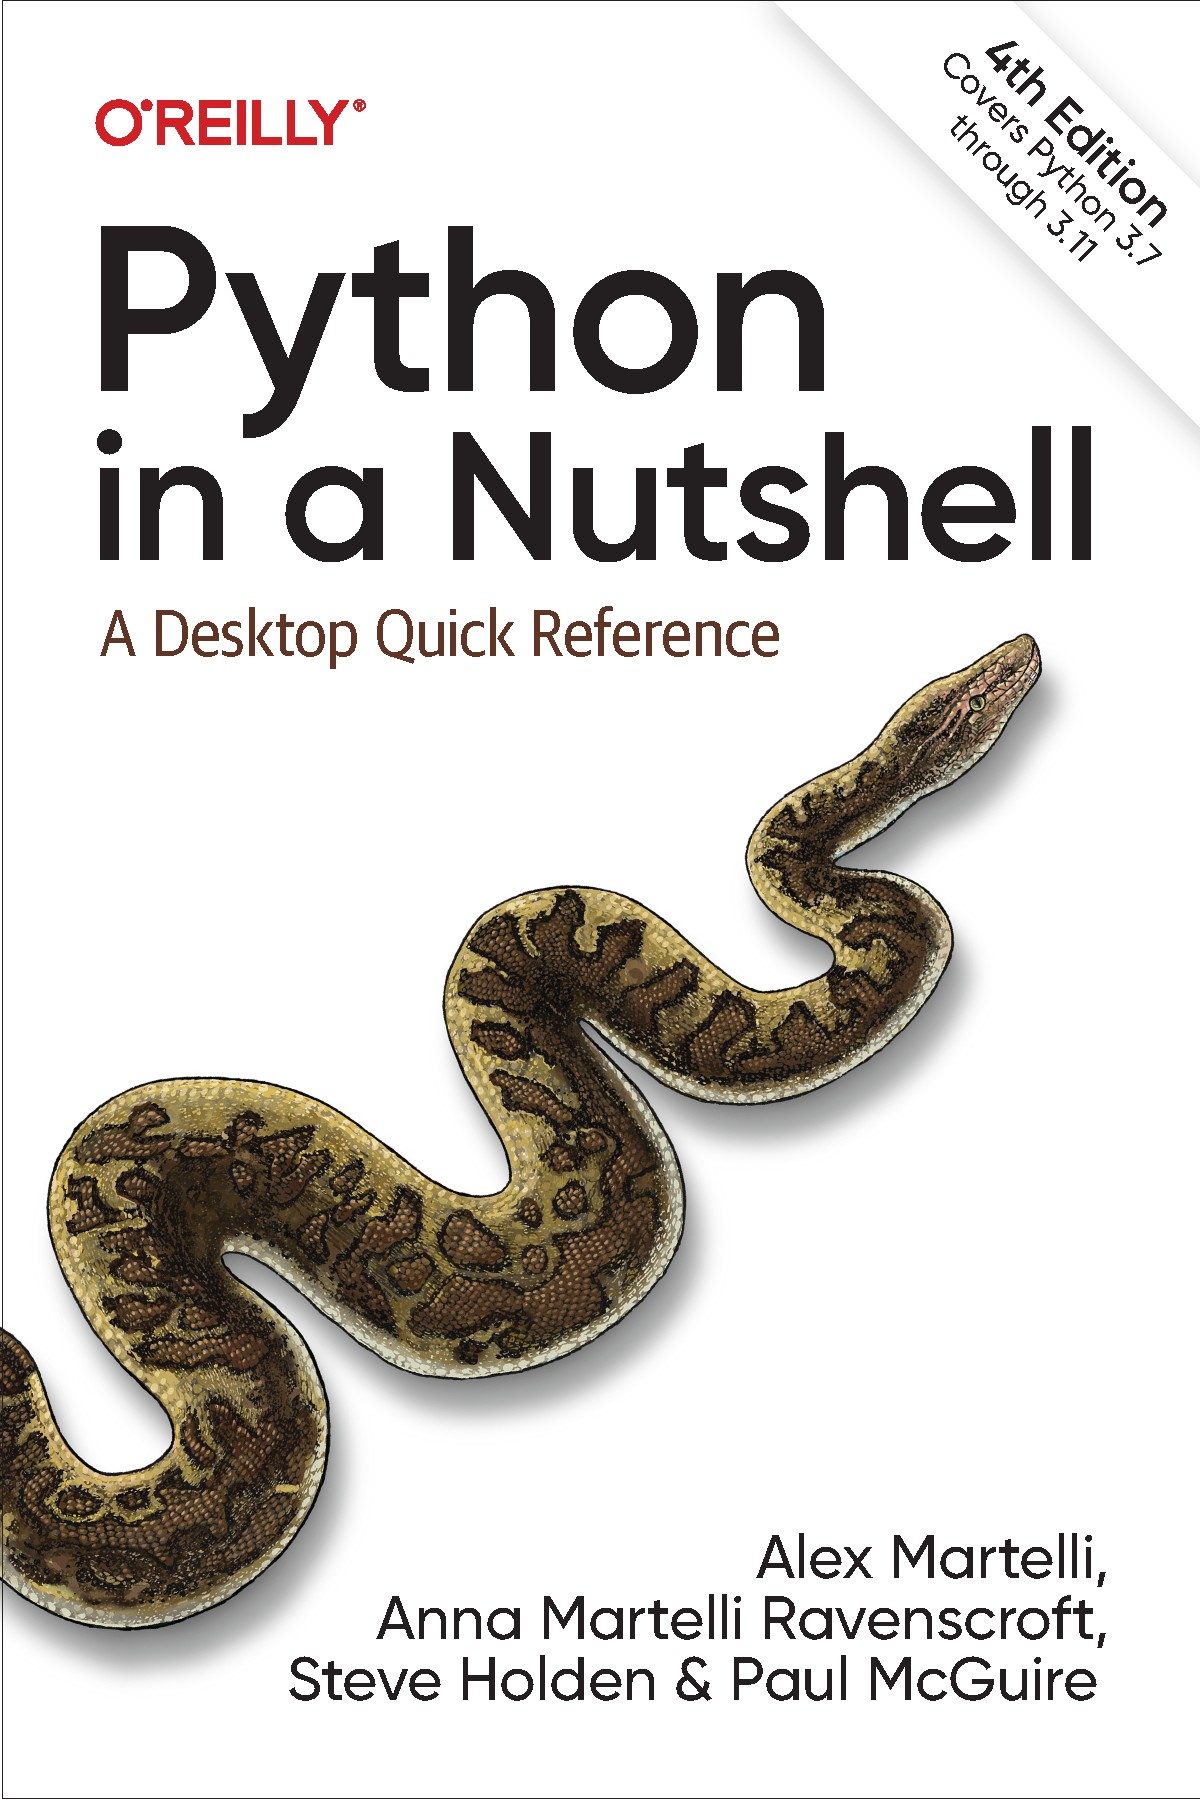 O'REILLY®
4th Edition
Covers Python 3.7
through 3.11
Python
in a Nutshell
A Desktop Quick Reference
Alex Martelli,
Anna Martelli Ravenscroft,
Steve Holden & Paul McGuire